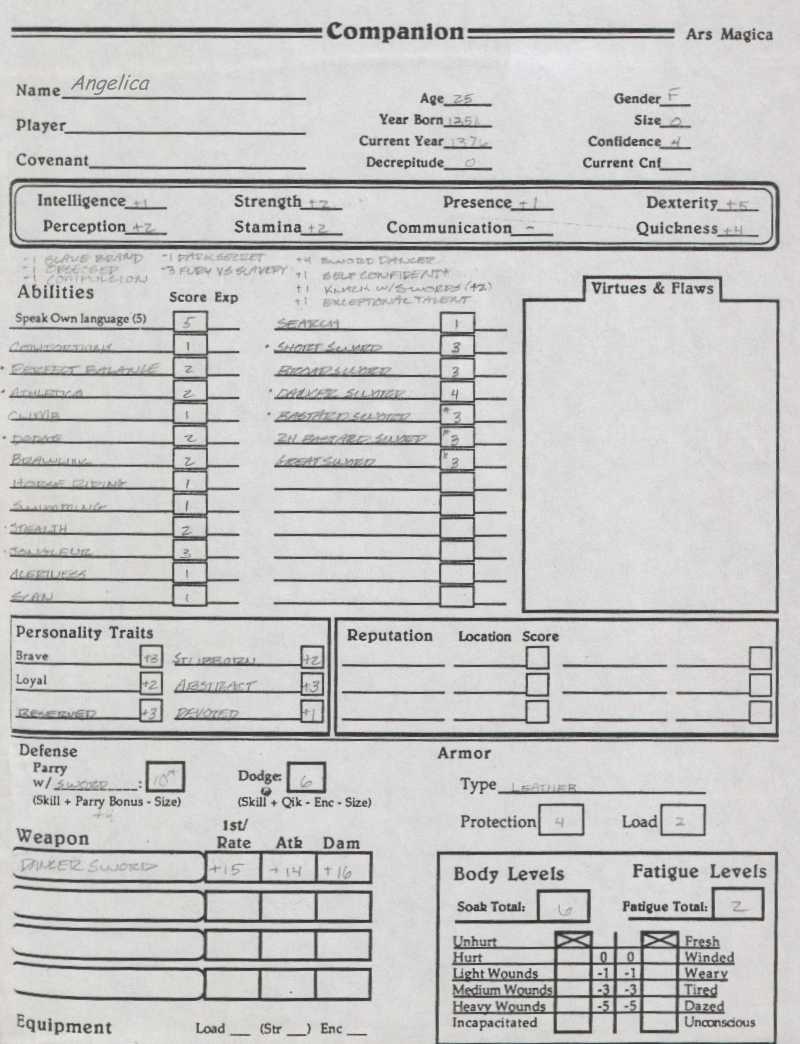 Companion Ars Magica
Name Angelica Age 25 Gender F
Player Year Born 1251 Size 0
Current Year 1376 Confidence 4
Covenant Decrepitude 0 Current Cnf
Intelligence +1 Strength +2 Presence +1 Dexterity +5
Perception +2 Stamina +2 Communication – Quickness +4
-1 SLAVE BRAND -1 DARK SECRET +4 SWORD DANCER
-1 OBSESSED -3 FURY VS SLAVERY +1 SELF CONFIDENT
-1 COMPULSION +1 KNACK W/SWORDS (+2)
+1 EXCEPTIONAL TALENT
Abilities Score Exp Virtues & Flaws
Speak Own language (5) 5 SEARCH 1
CONTORTIONS 1 • SHORT SWORD 3
• PERFECT BALANCE 2 BROADSWORD 3
• ATHLETICS 2 • DANCER SWORD 4
CLIMB 1 • BASTARD SWORD *3
• DODGE 2 2H BASTARD SWORD *3
BRAWLING 2 GREATSWORD *3
HORSE RIDING 1
SWIMMING 1
• STEALTH 2
• JONGLEUR 3
ALERTNESS 1
SCAN 1
Personality Traits Reputation Location Score
Brave +3 STUBBORN +2
Loyal +2 ABSTRACT +3
RESERVED +3 DEVOTED +1
Defense Armor
Parry
w/ SWORD : 10 Dodge: 6 Type LEATHER
(Skill + Parry Bonus - Size) (Skill + Qik - Enc - Size)
Protection 4 Load 2
Weapon 1st/ Rate Atk Dam
DANCER SWORD +15 +14 +16
Body Levels Fatigue Levels
Soak Total: 6 Fatigue Total: 2
Unhurt Fresh
Hurt 0 0 Winded
Light Wounds -1 -1 Weary
Medium Wounds -3 -3 Tired
Heavy Wounds -5 -5 Dazed
Incapacitated Unconscious
Equipment Load (Str ) Enc